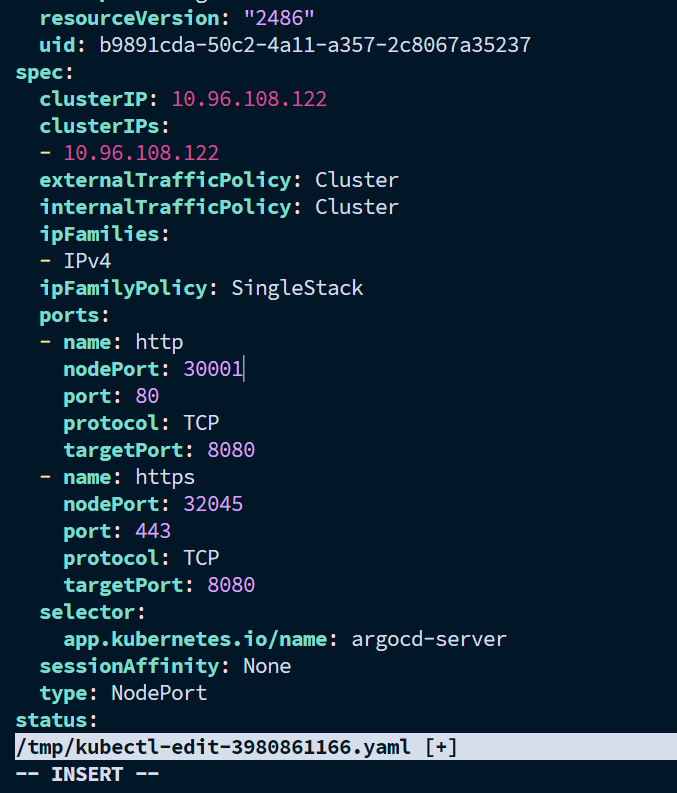 resourceVersion: "2486"
uid: b9891cda-50c2-4a11-a357-2c8067a35237
spec:
clusterIP: 10.96.108.122
clusterIPs:
- 10.96.108.122
externalTrafficPolicy: Cluster
internalTrafficPolicy: Cluster
ipFamilies:
- IPv4
ipFamilyPolicy: SingleStack
ports:
- name: http
nodePort: 30001
port: 80
protocol: TCP
targetPort: 8080
- name: https
nodePort: 32045
port: 443
protocol: TCP
targetPort: 8080
selector:
app.kubernetes.io/name: argocd-server
sessionAffinity: None
type: NodePort
status:
/tmp/kubectl-edit-3980861166.yaml [+]
-- INSERT --